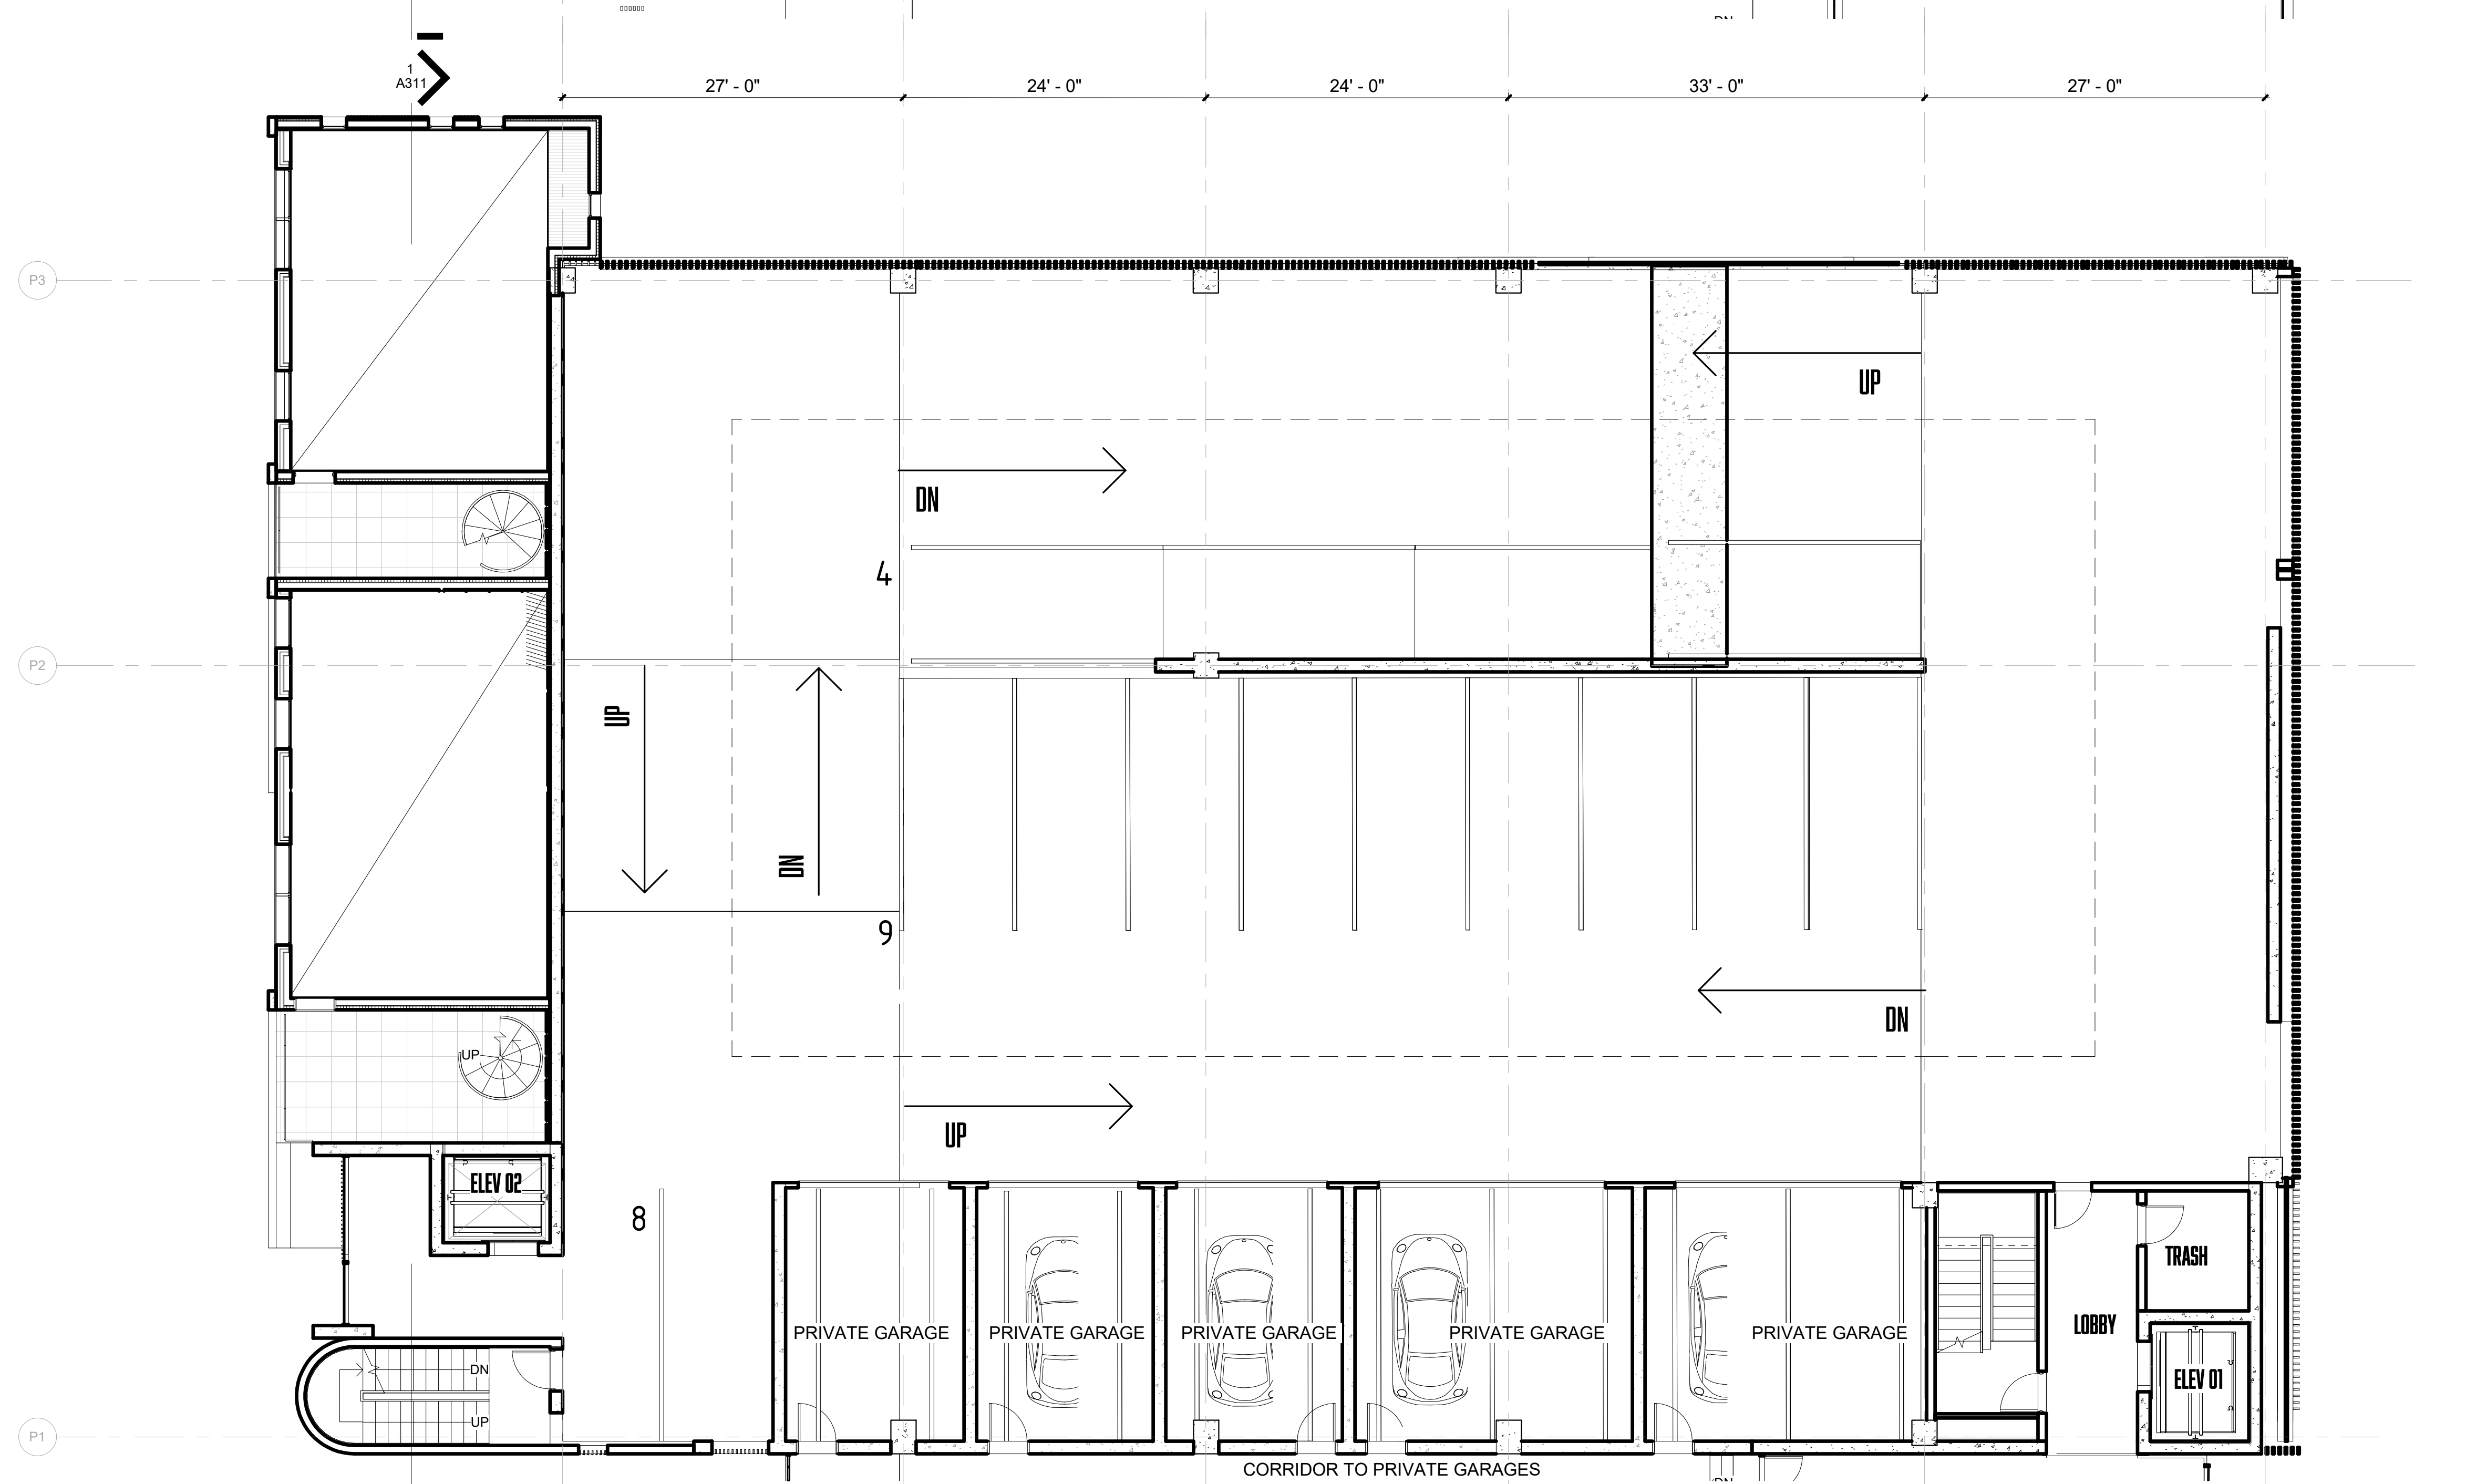 1
A311
27' - 0"
24' - 0"
24' - 0"
33' - 0"
27' - 0"
P3
UP
DN
4
P2
UP
DN
9
DN
UP
UP
ELEV 02
8
TRASH
LOBBY
PRIVATE GARAGE
PRIVATE GARAGE
PRIVATE GARAGE
PRIVATE GARAGE
PRIVATE GARAGE
DN
ELEV 01
UP
P1
CORRIDOR TO PRIVATE GARAGES